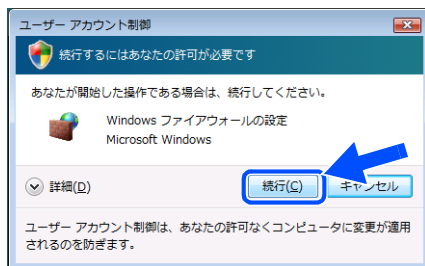 ユーザー アカウント制御
続行するにはあなたの許可が必要です
あなたが開始した操作である場合は、続行してください。
Windows ファイアウォールの設定
Microsoft Windows
詳細(D)
続行(C)
キャンセル
ユーザー アカウント制御は、あなたの許可なくコンピュータに変更が適用
されるのを防ぎます。